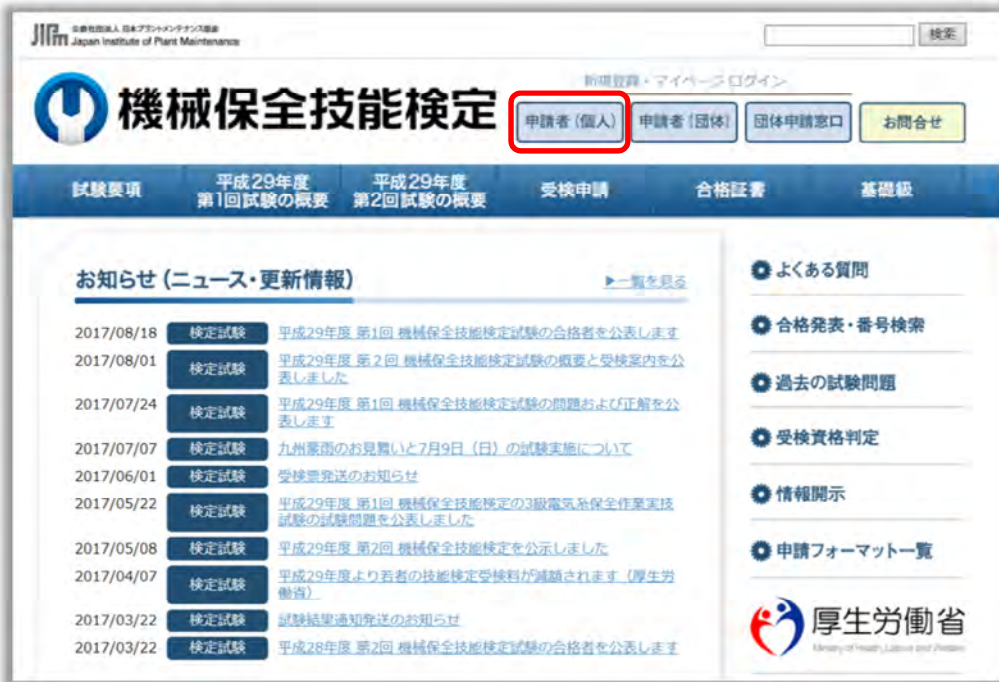 JIPM 公益社団法人 日本プラントメンテナンス協会
Japan Institute of Plant Maintenance
検索
新規登録・マイページログイン
機械保全技能検定
申請者（個人）
申請者（団体）
団体申請窓口
お問合せ
試験要項
平成29年度
第1回試験の概要
平成29年度
第2回試験の概要
受検申請
合格証書
基礎級
お知らせ（ニュース・更新情報）
▶一覧を見る
2017/08/18 検定試験 平成29年度 第1回 機械保全技能検定試験の合格者を公表します
2017/08/01 検定試験 平成29年度 第２回 機械保全技能検定試験の概要と受検案内を公
表しました
2017/07/24 検定試験 平成29年度 第1回 機械保全技能検定試験の問題および正解を公
表します
2017/07/07 検定試験 九州豪雨のお見舞いと7月9日（日）の試験実施について
2017/06/01 検定試験 受検票発送のお知らせ
2017/05/22 検定試験 平成29年度 第1回 機械保全技能検定の3級電気系保全作業実技
試験の試験問題を公表しました
2017/05/08 検定試験 平成29年度 第2回 機械保全技能検定を公示しました
2017/04/07 検定試験 平成29年度より若者の技能検定受検料が減額されます（厚生労
働省）
2017/03/22 検定試験 試験結果通知発送のお知らせ
2017/03/22 検定試験 平成28年度 第2回 機械保全技能検定試験の合格者を公表します
よくある質問
合格発表・番号検索
過去の試験問題
受検資格判定
情報開示
申請フォーマット一覧
厚生労働省
Ministry of Health, Labour and Welfare